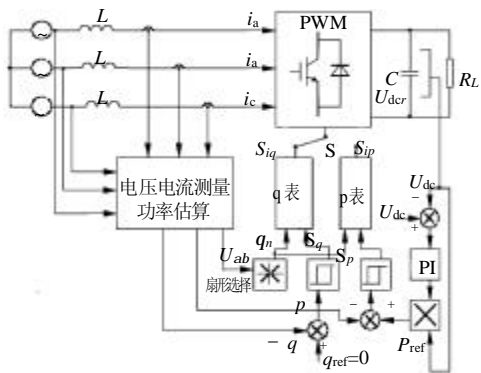 L
i_a
PWM
L
i_a
C
R_L
U_dcr
L
i_c
S_iq
S
S_ip
电压电流测量
功率估算
q表
p表
U_dc
−
U_dc
+
q_n
S_q
U_ab
S_p
PI
扇形选择
p
−
+
P_ref
− q
+
q_ref=0